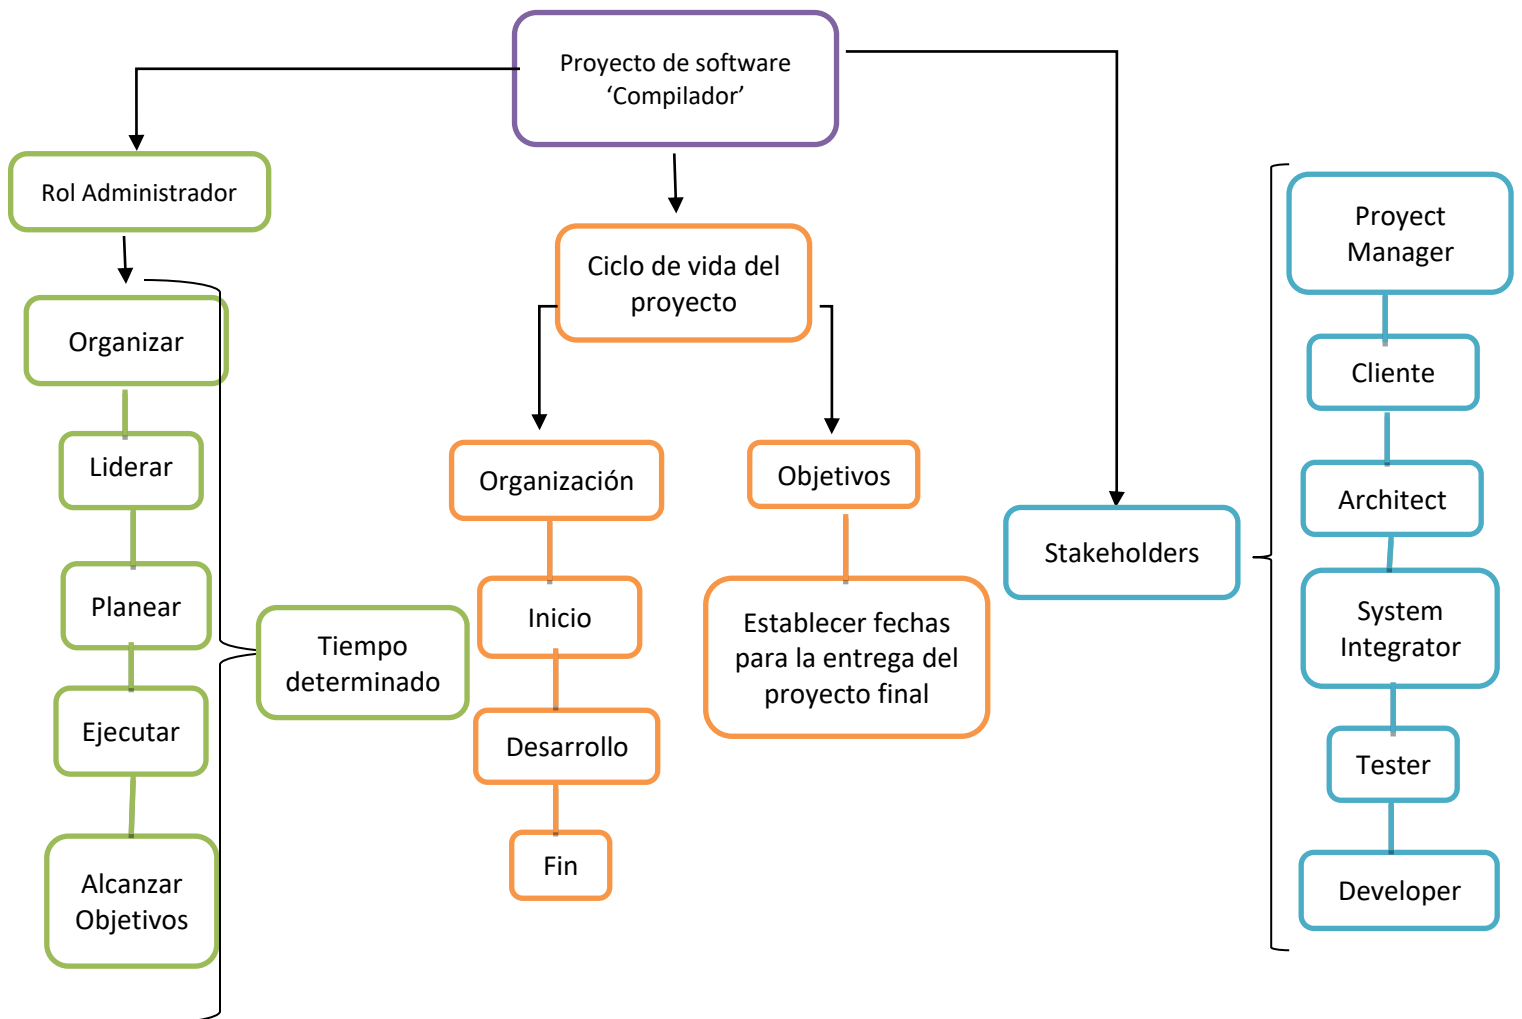 Proyecto de software
‘Compilador’
Rol Administrador
Organizar
Liderar
Planear
Ejecutar
Alcanzar
Objetivos
Tiempo
determinado
Ciclo de vida del
proyecto
Organización
Inicio
Desarrollo
Fin
Objetivos
Establecer fechas
para la entrega del
proyecto final
Stakeholders
Proyect
Manager
Cliente
Architect
System
Integrator
Tester
Developer